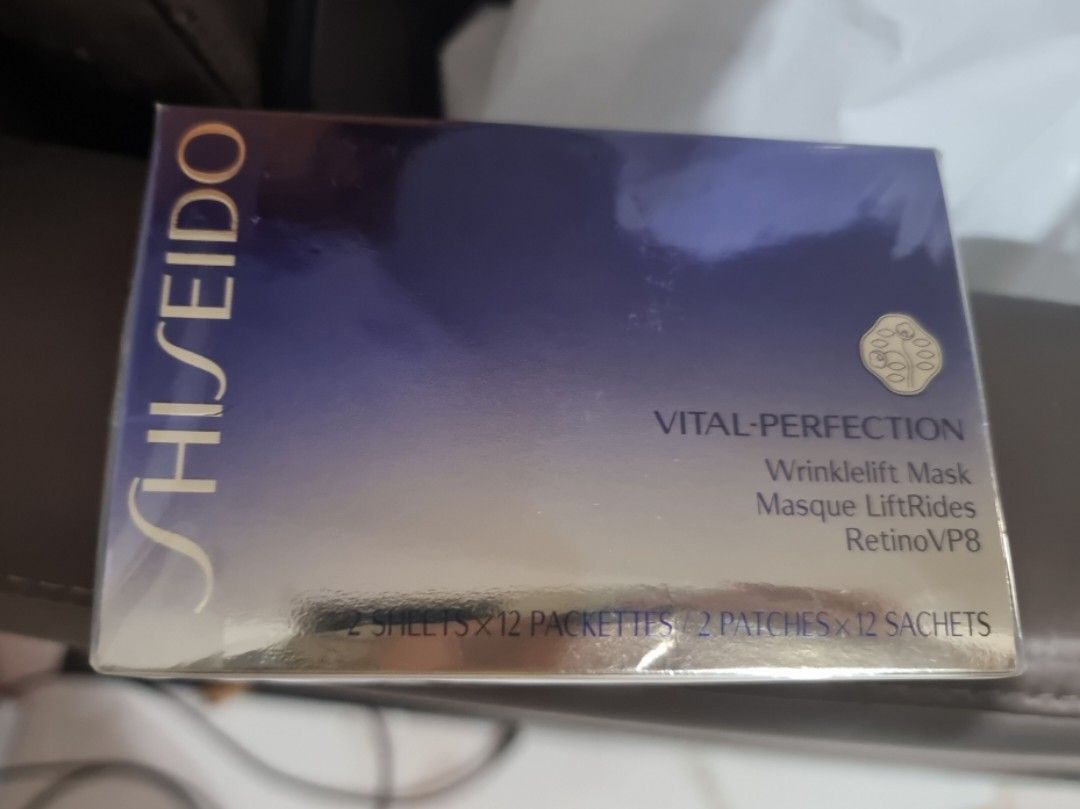 SHISEIDO
VITAL-PERFECTION
Wrinklelift Mask
Masque LiftRides
RetinoVP8
2 SHEETS x 12 PACKETTES / 2 PATCHES x 12 SACHETS